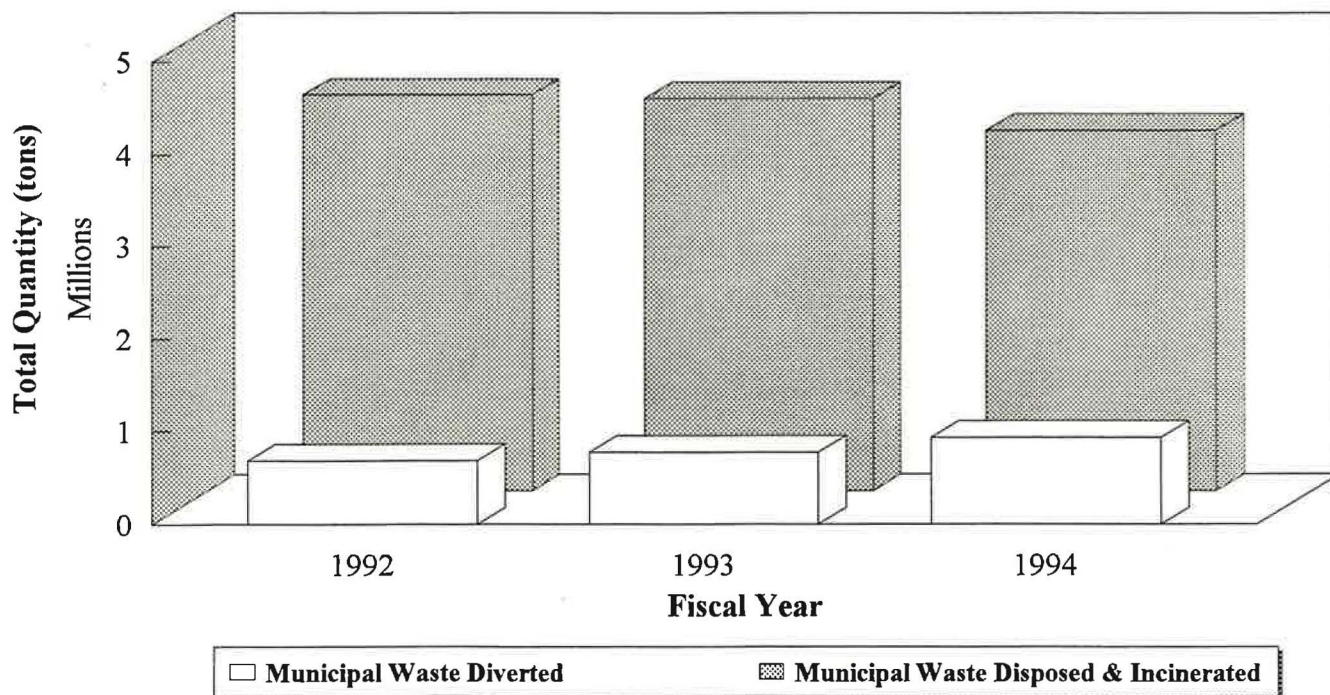 Total Quantity (tons)
Millions
5
4
3
2
1
0
1992 1993 1994
Fiscal Year
Municipal Waste Diverted Municipal Waste Disposed & Incinerated